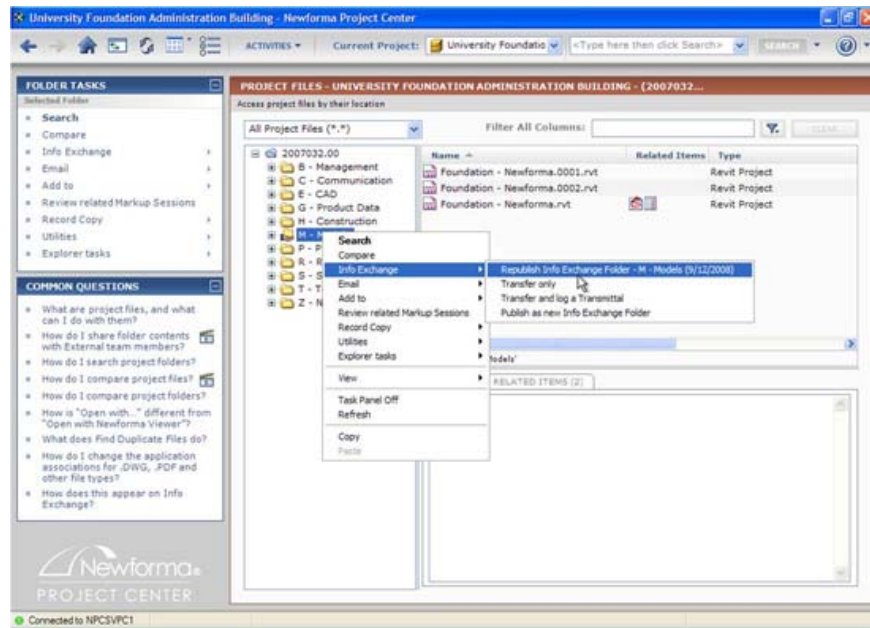 University Foundation Administration Building - Newforma Project Center
ACTIVITIES
Current Project:
University Foundatio
<Type here then click Search>
SEARCH
FOLDER TASKS
Selected Folder
Search
Compare
Info Exchange
Email
Add to
Review related Markup Sessions
Record Copy
Utilities
Explorer tasks
COMMON QUESTIONS
What are project files, and what
can I do with them?
How do I share folder contents
with External team members?
How do I search project folders?
How do I compare project files?
How do I compare project folders?
How is "Open with..." different from
"Open with Newforma Viewer"?
What does Find Duplicate Files do?
How do I change the application
associations for .DWG, .PDF and
other file types?
How does this appear on Info
Exchange?
Newforma
PROJECT CENTER
Connected to NPCSVPC1
PROJECT FILES - UNIVERSITY FOUNDATION ADMINISTRATION BUILDING - (2007032...
Access project files by their location
All Project Files (*.*)
Filter All Columns:
CLEAR
2007032.00
B - Management
C - Communication
E - CAD
G - Product Data
H - Construction
M - M
P - P
R - R
S - S
T - T
Z - N
Name
Related Items
Type
Foundation - Newforma.0001.rvt
Revit Project
Foundation - Newforma.0002.rvt
Revit Project
Foundation - Newforma.rvt
Revit Project
Search
Compare
Info Exchange
Email
Add to
Review related Markup Sessions
Record Copy
Utilities
Explorer tasks
View
Task Panel Off
Refresh
Copy
Paste
Republish Info Exchange Folder - M - Models (9/12/2008)
Transfer only
Transfer and log a Transmittal
Publish as new Info Exchange Folder
RELATED ITEMS (2)